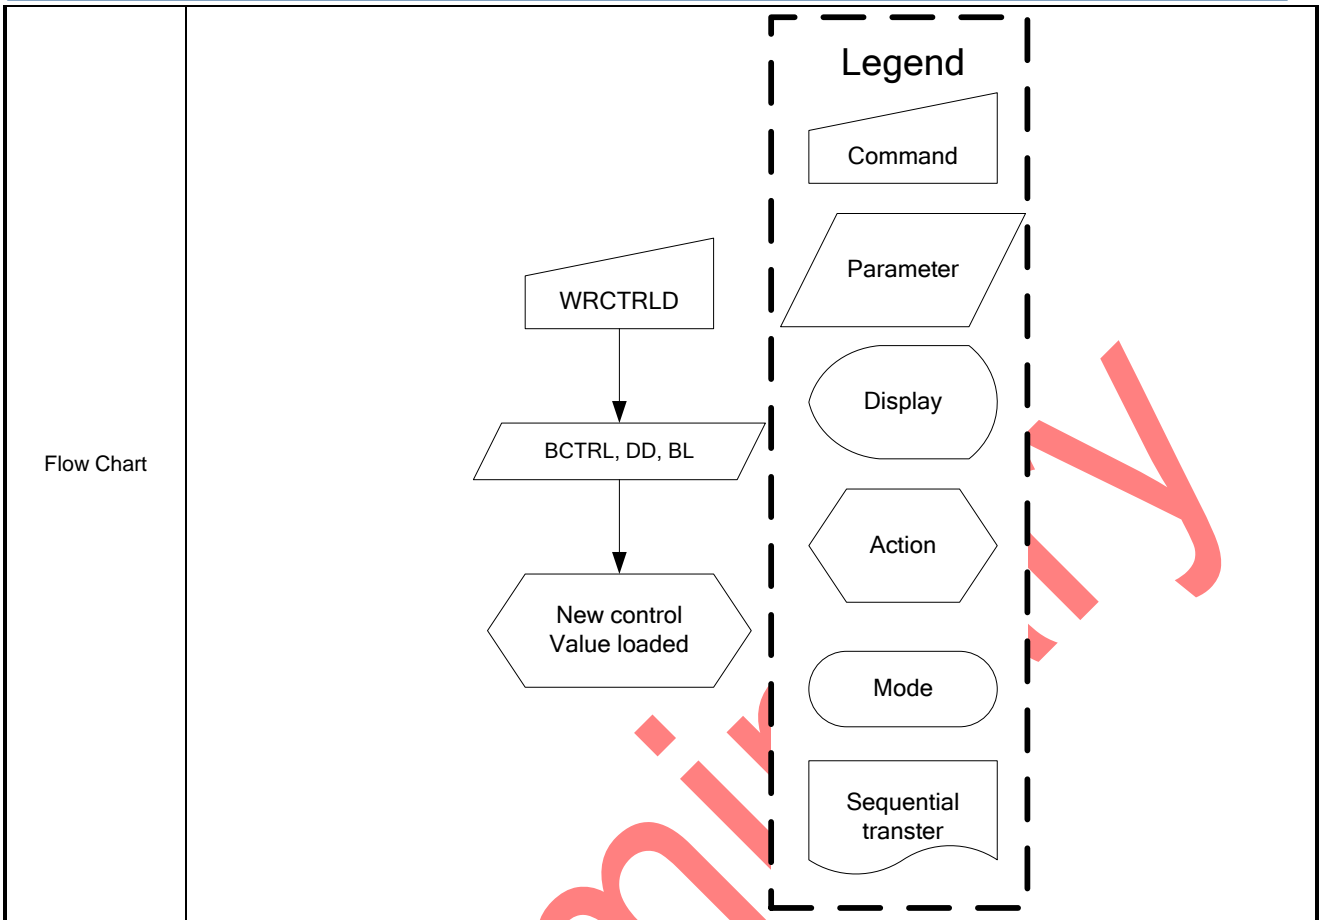 Flow Chart
WRCTRLD
BCTRL, DD, BL
New control
Value loaded
Legend
Command
Parameter
Display
Action
Mode
Sequential
transter